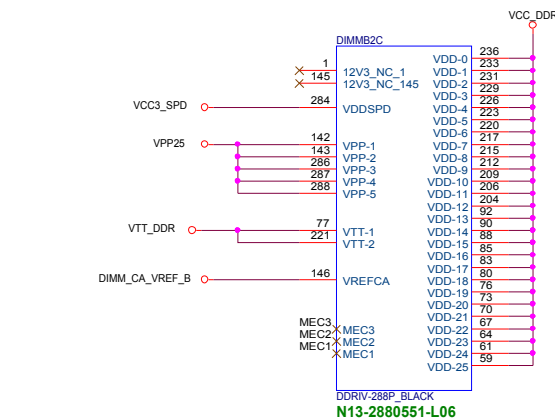 VCC_DDR
DIMMB2C
1 12V3_NC_1
145 12V3_NC_145
VCC3_SPD 284 VDDSPD
VPP25 142 VPP-1
143 VPP-2
286 VPP-3
287 VPP-4
288 VPP-5
VTT_DDR 77 VTT-1
221 VTT-2
DIMM_CA_VREF_B 146 VREFCA
MEC3 MEC3
MEC2 MEC2
MEC1 MEC1
VDD-0 236
VDD-1 233
VDD-2 231
VDD-3 229
VDD-4 226
VDD-5 223
VDD-6 220
VDD-7 217
VDD-8 215
VDD-9 212
VDD-10 209
VDD-11 206
VDD-12 204
VDD-13 92
VDD-14 90
VDD-15 88
VDD-16 85
VDD-17 83
VDD-18 80
VDD-19 76
VDD-20 73
VDD-21 70
VDD-22 67
VDD-23 64
VDD-24 61
VDD-25 59
DDRIV-288P_BLACK
N13-2880551-L06